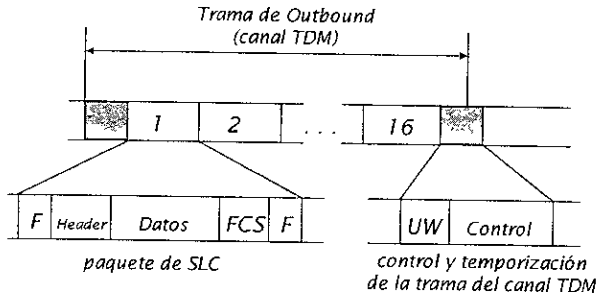 Trama de Outbound
(canal TDM)
1 2 ... 16
F Header Datos FCS F UW Control
paquete de SLC
control y temporización
de la trama del canal TDM